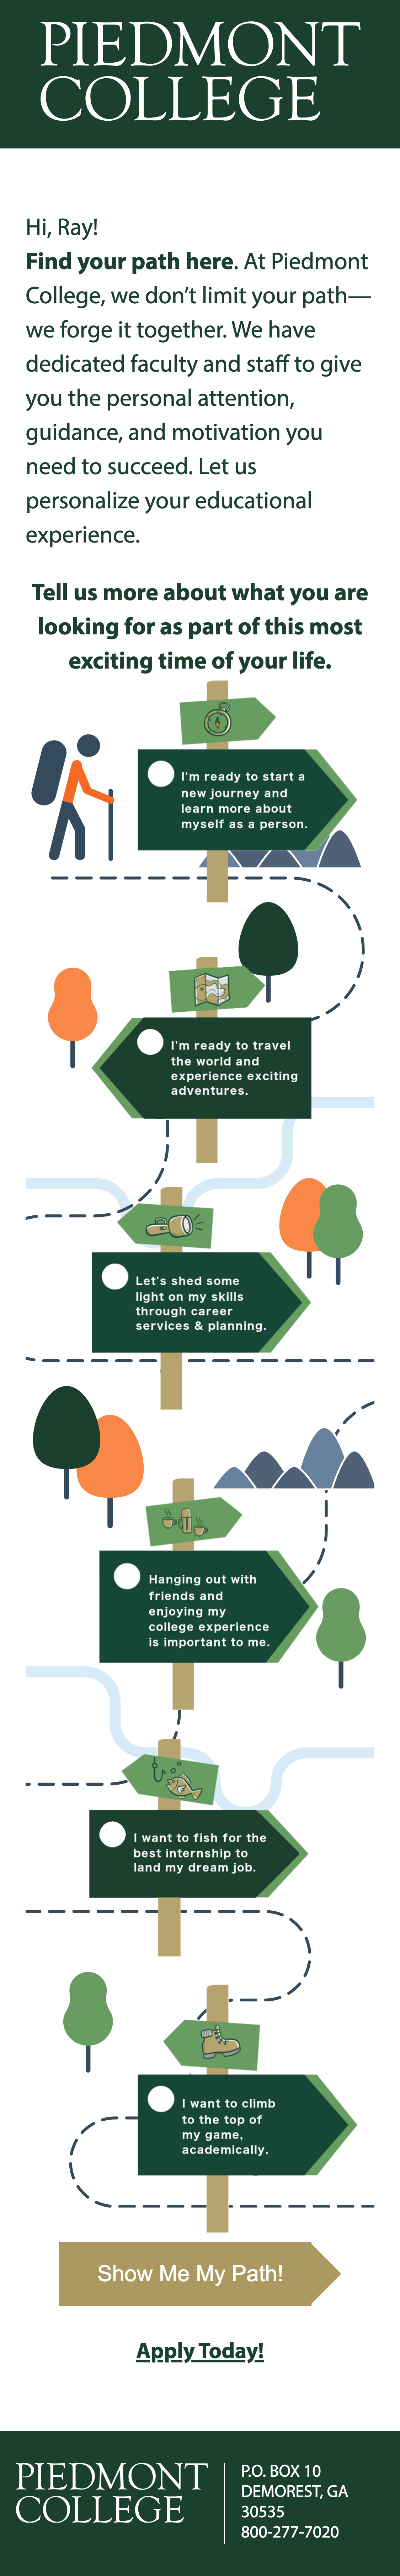 PIEDMONT
COLLEGE
Hi, Ray!
Find your path here. At Piedmont
College, we don’t limit your path—
we forge it together. We have
dedicated faculty and staff to give
you the personal attention,
guidance, and motivation you
need to succeed. Let us
personalize your educational
experience.
Tell us more about what you are
looking for as part of this most
exciting time of your life.
I'm ready to start a
new journey and
learn more about
myself as a person.
I'm ready to travel
the world and
experience exciting
adventures.
Let's shed some
light on my skills
through career
services & planning.
Hanging out with
friends and
enjoying my
college experience
is important to me.
I want to fish for the
best internship to
land my dream job.
I want to climb
to the top of
my game,
academically.
Show Me My Path!
Apply Today!
PIEDMONT
COLLEGE
P.O. BOX 10
DEMOREST, GA
30535
800-277-7020